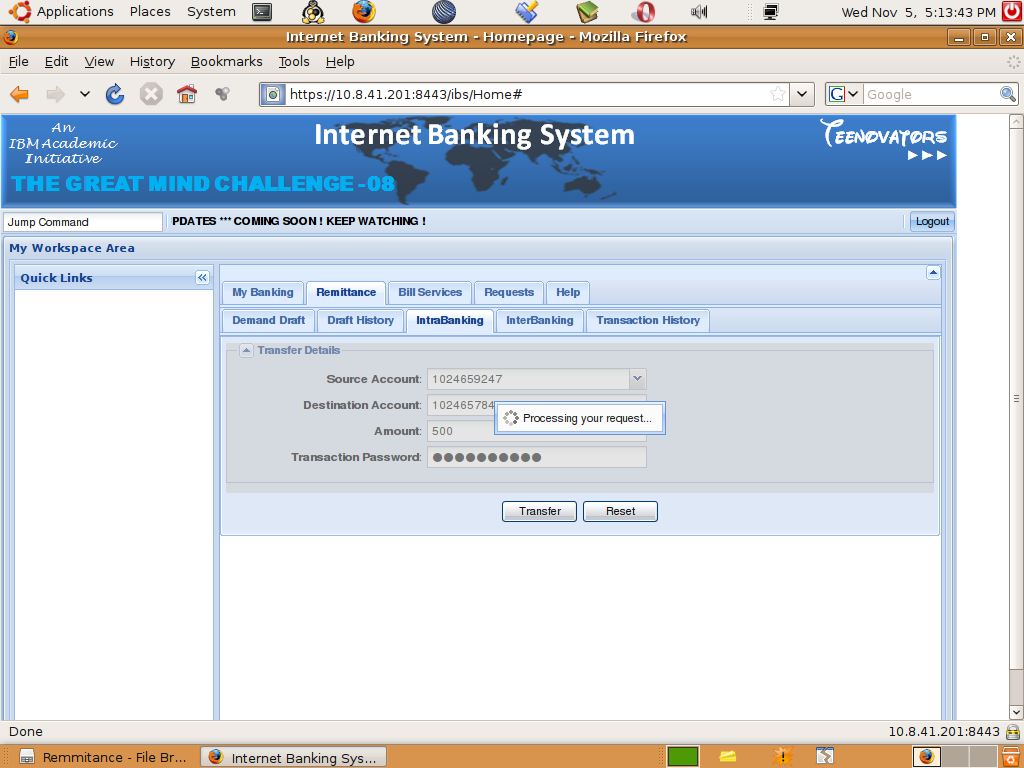 Applications Places System Wed Nov 5, 5:13:43 PM
Internet Banking System - Homepage - Mozilla Firefox
File Edit View History Bookmarks Tools Help
https://10.8.41.201:8443/ibs/Home# Google
An
IBM Academic
Initiative
Internet Banking System
TEENOVATORS
THE GREAT MIND CHALLENGE -08
Jump Command PDATES *** COMING SOON ! KEEP WATCHING ! Logout
My Workspace Area
Quick Links
My Banking Remittance Bill Services Requests Help
Demand Draft Draft History IntraBanking InterBanking Transaction History
Transfer Details
Source Account: 1024659247
Destination Account: 102465784
Processing your request...
Amount: 500
Transaction Password: ●●●●●●●●●●
Transfer Reset
Done 10.8.41.201:8443
Remmitance - File Br... Internet Banking Sys...